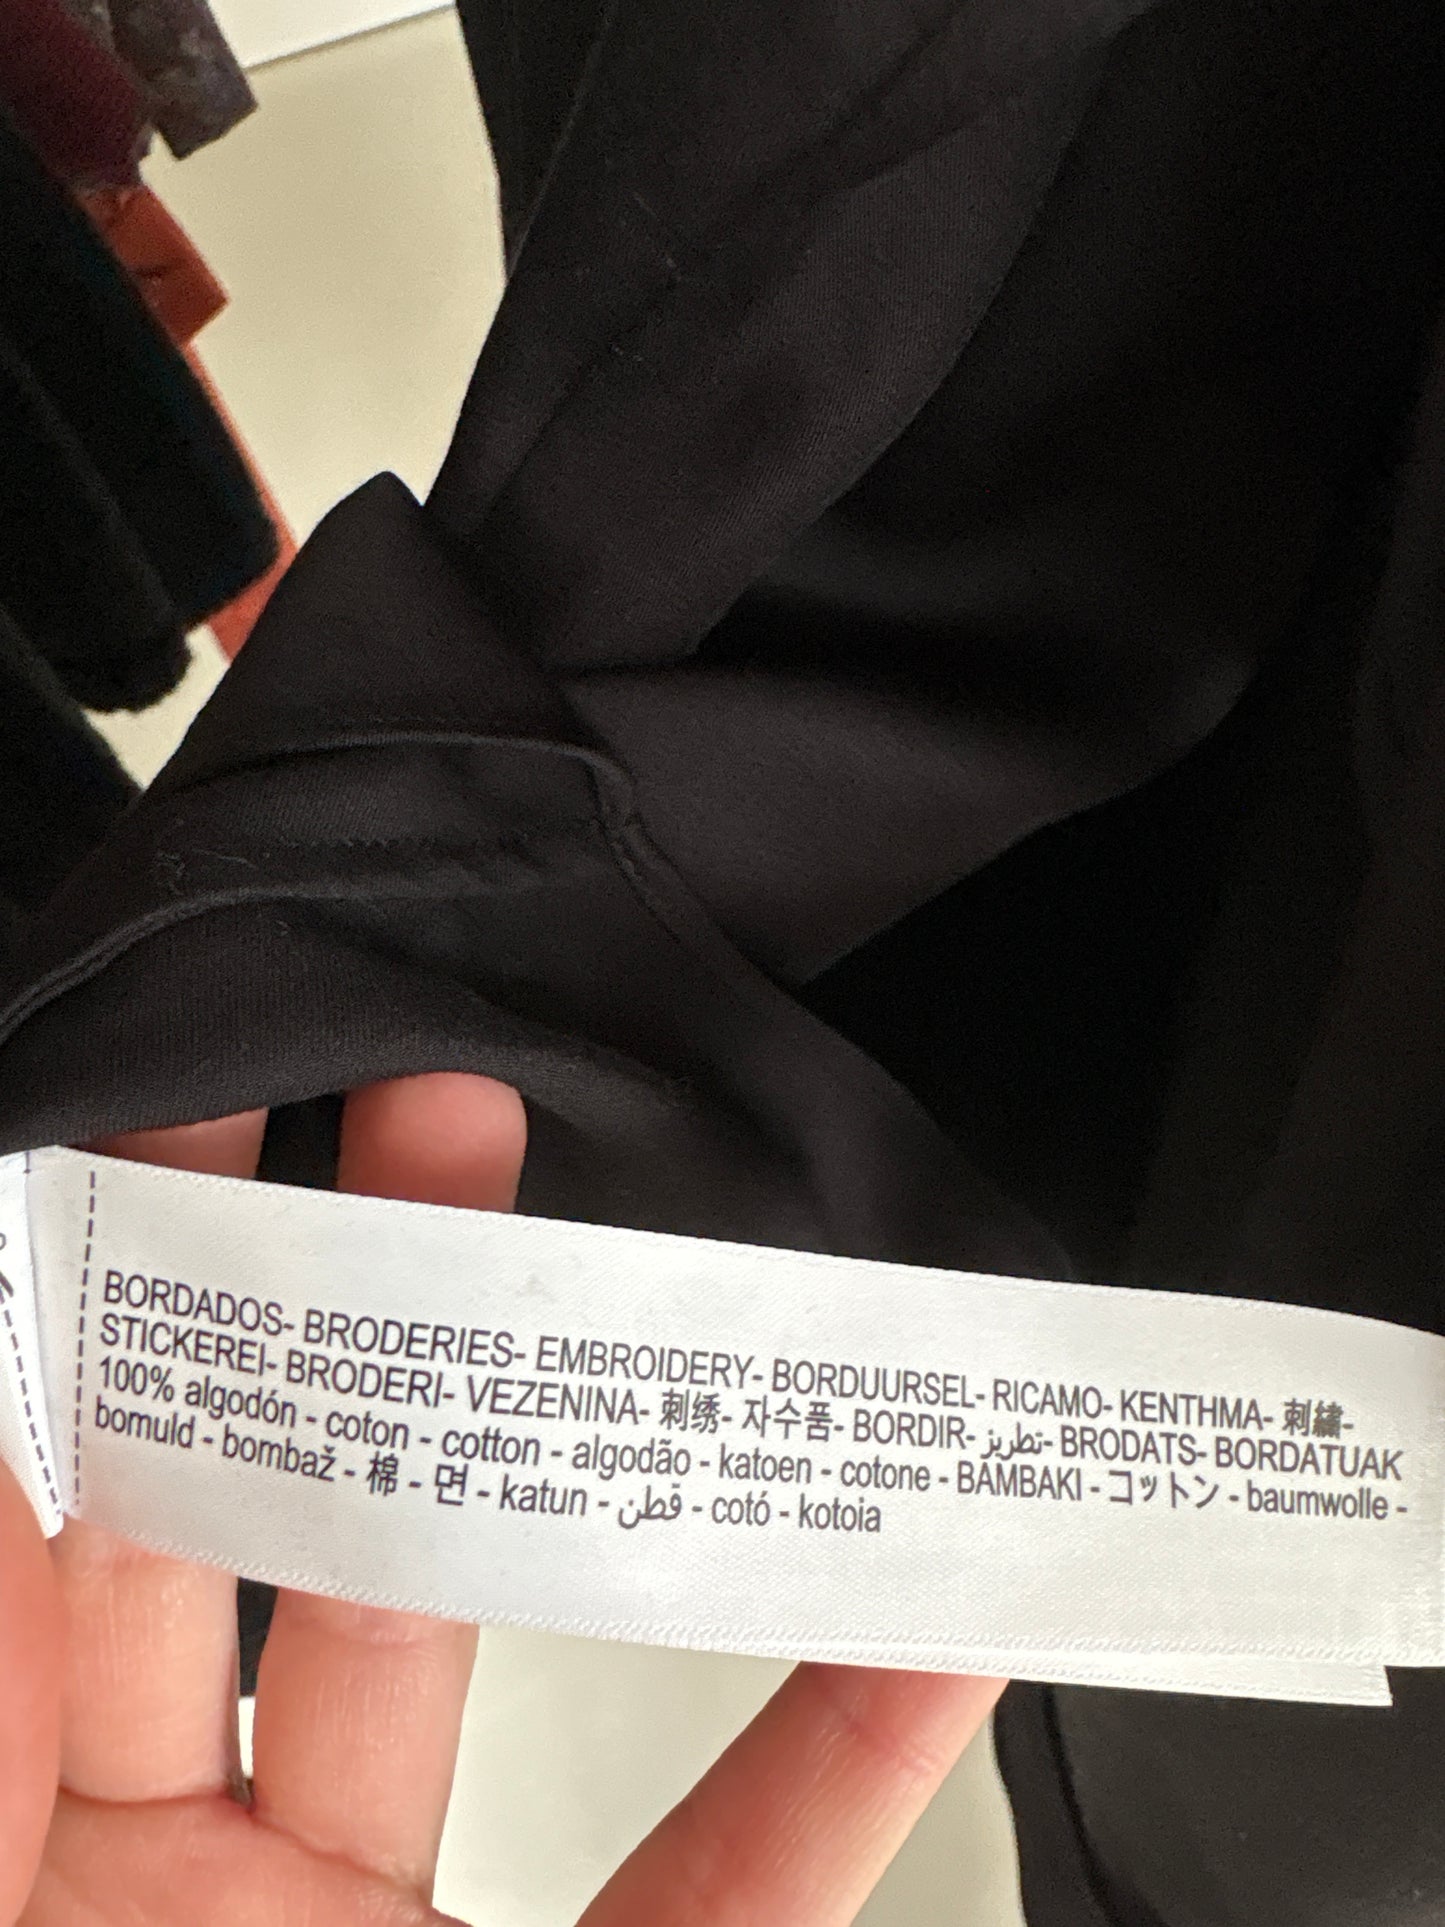 BORDADOS- BRODERIES- EMBROIDERY- BORDUURSEL- RICAMO- KENTHMA- 刺繍-
STICKEREI- BRODERI- VEZENINA- 刺绣- 자수품- BORDIR- تطريز- BRODATS- BORDATUAK
100% algodón - coton - cotton - algodão - katoen - cotone - BAMBAKI - コットン - baumwolle -
bomuld - bombaž - 棉 - 면 - katun - قطن - cotó - kotoia